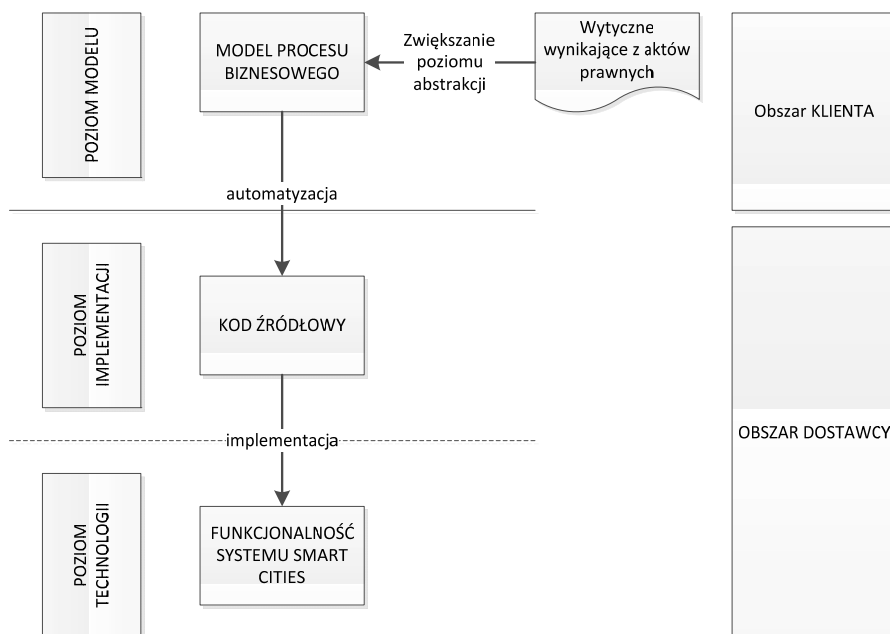 POZIOM MODELU
MODEL PROCESU
BIZNESOWEGO
Zwiększanie
poziomu
abstrakcji
Wytyczne
wynikające z aktów
prawnych
Obszar KLIENTA
automatyzacja
POZIOM
IMPLEMENTACJI
KOD ŹRÓDŁOWY
OBSZAR DOSTAWCY
implementacja
POZIOM
TECHNOLOGII
FUNKCJONALNOŚĆ
SYSTEMU SMART
CITIES